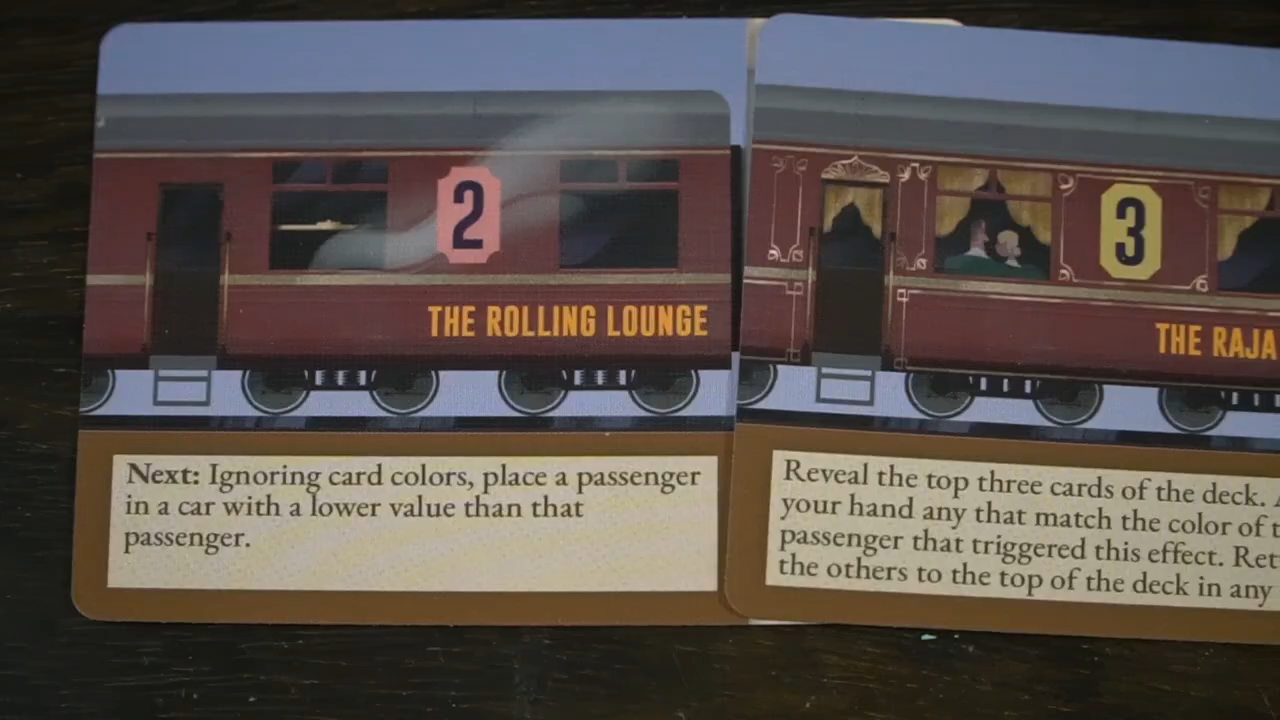 2
THE ROLLING LOUNGE
Next: Ignoring card colors, place a passenger
in a car with a lower value than that
passenger.
3
THE RAJA
Reveal the top three cards of the deck.
your hand any that match the color of
passenger that triggered this effect.
the others to the top of the deck in any